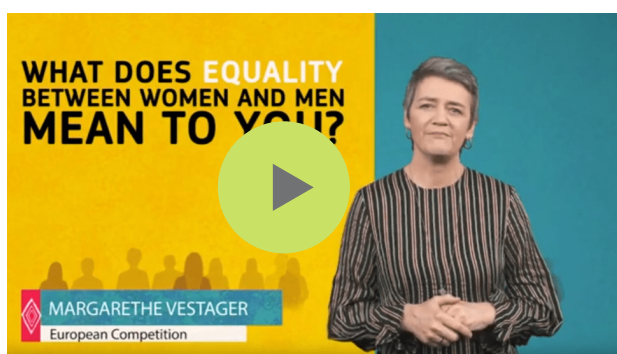 WHAT DOES EQUALITY
BETWEEN WOMEN AND MEN
MEAN TO YOU?
MARGARETHE VESTAGER
European Competition